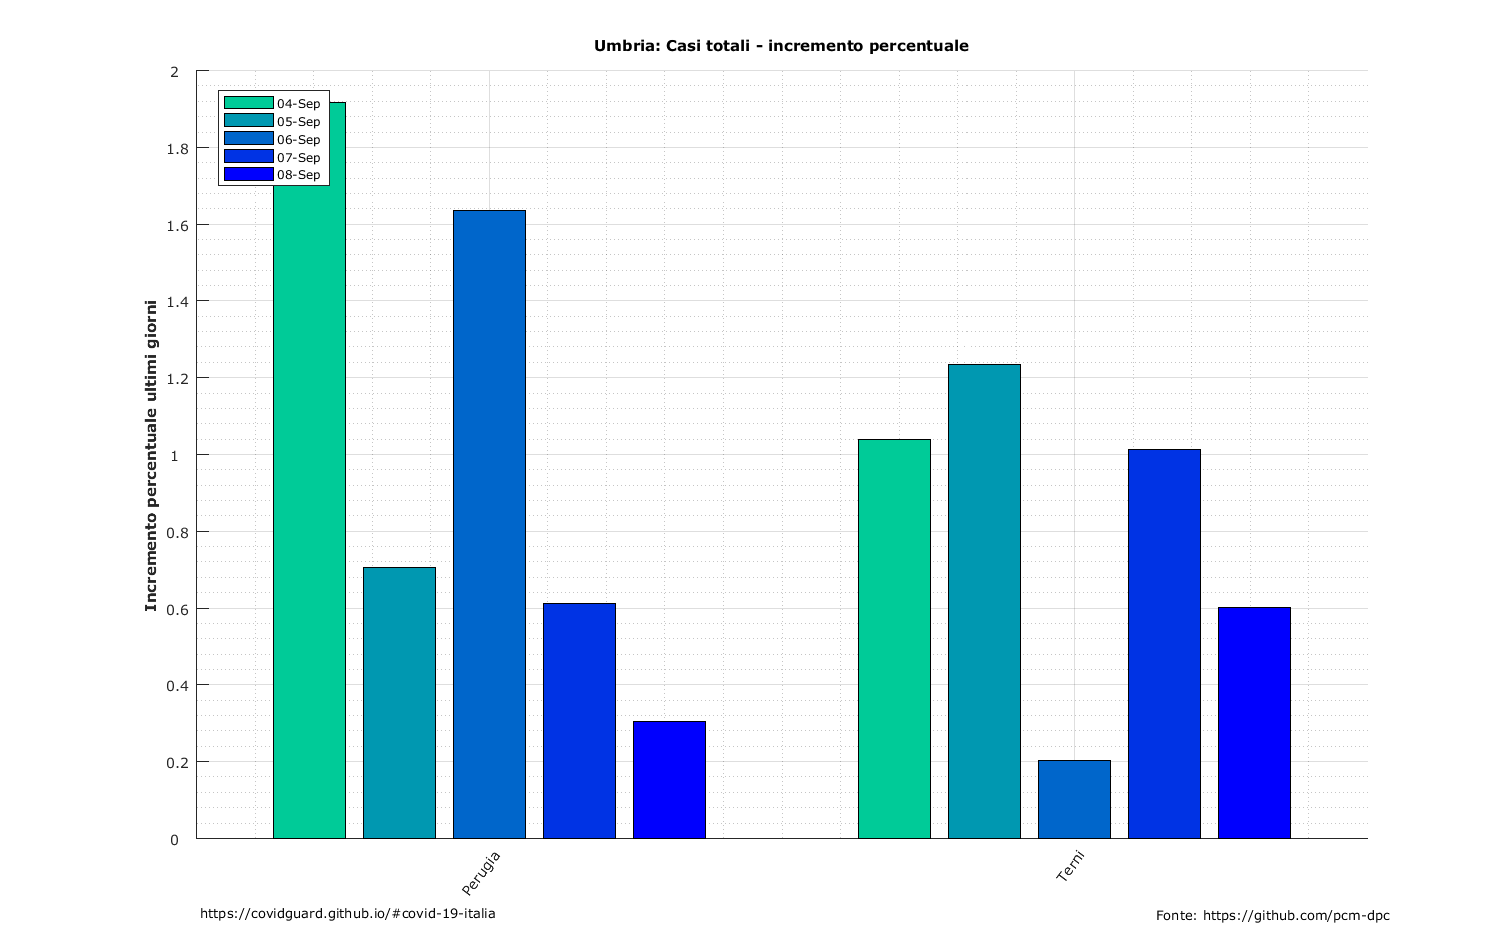 Umbria: Casi totali - incremento percentuale
Incremento percentuale ultimi giorni
2
1.8
1.6
1.4
1.2
1
0.8
0.6
0.4
0.2
0
04-Sep
05-Sep
06-Sep
07-Sep
08-Sep
Perugia
Terni
https://covidguard.github.io/#covid-19-italia
Fonte: https://github.com/pcm-dpc